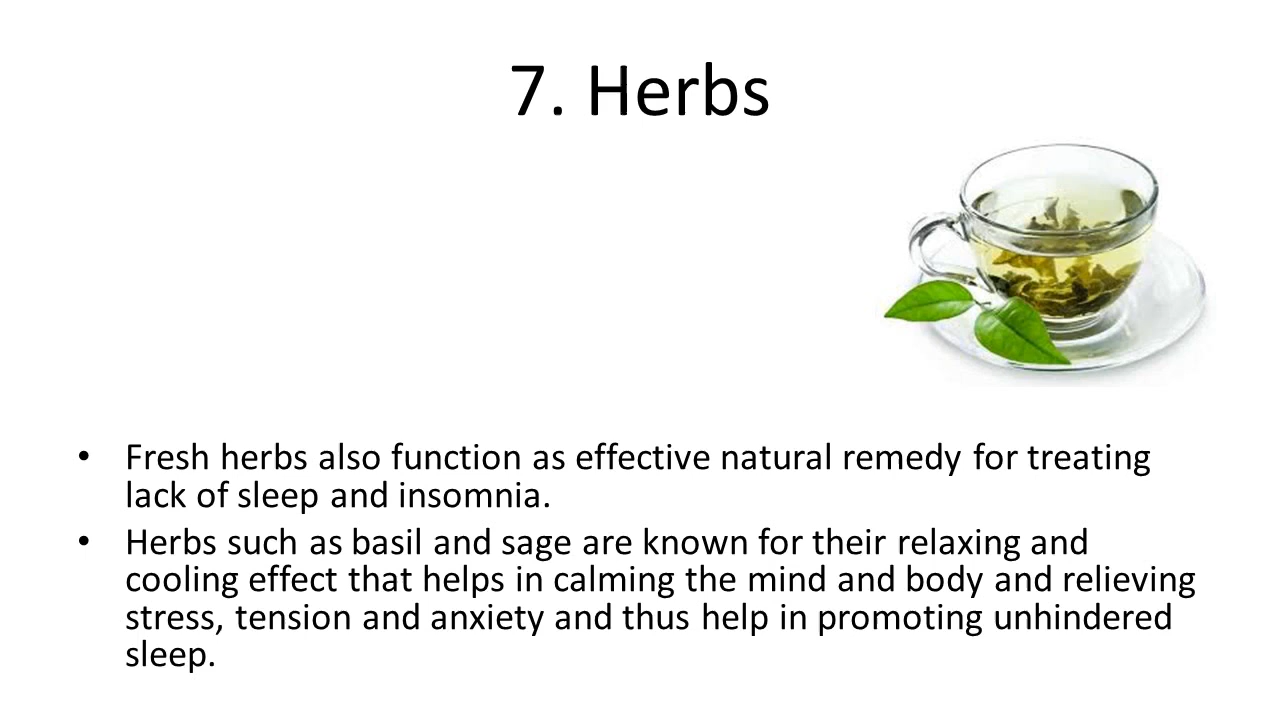 7. Herbs
• Fresh herbs also function as effective natural remedy for treating
lack of sleep and insomnia.
• Herbs such as basil and sage are known for their relaxing and
cooling effect that helps in calming the mind and body and relieving
stress, tension and anxiety and thus help in promoting unhindered
sleep.